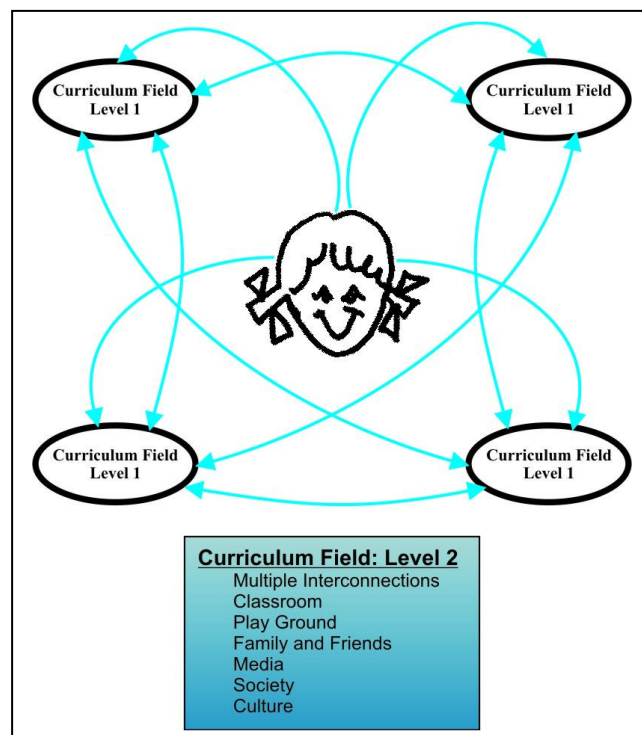 Curriculum Field
Level 1
Curriculum Field
Level 1
Curriculum Field
Level 1
Curriculum Field
Level 1
Curriculum Field: Level 2
Multiple Interconnections
Classroom
Play Ground
Family and Friends
Media
Society
Culture